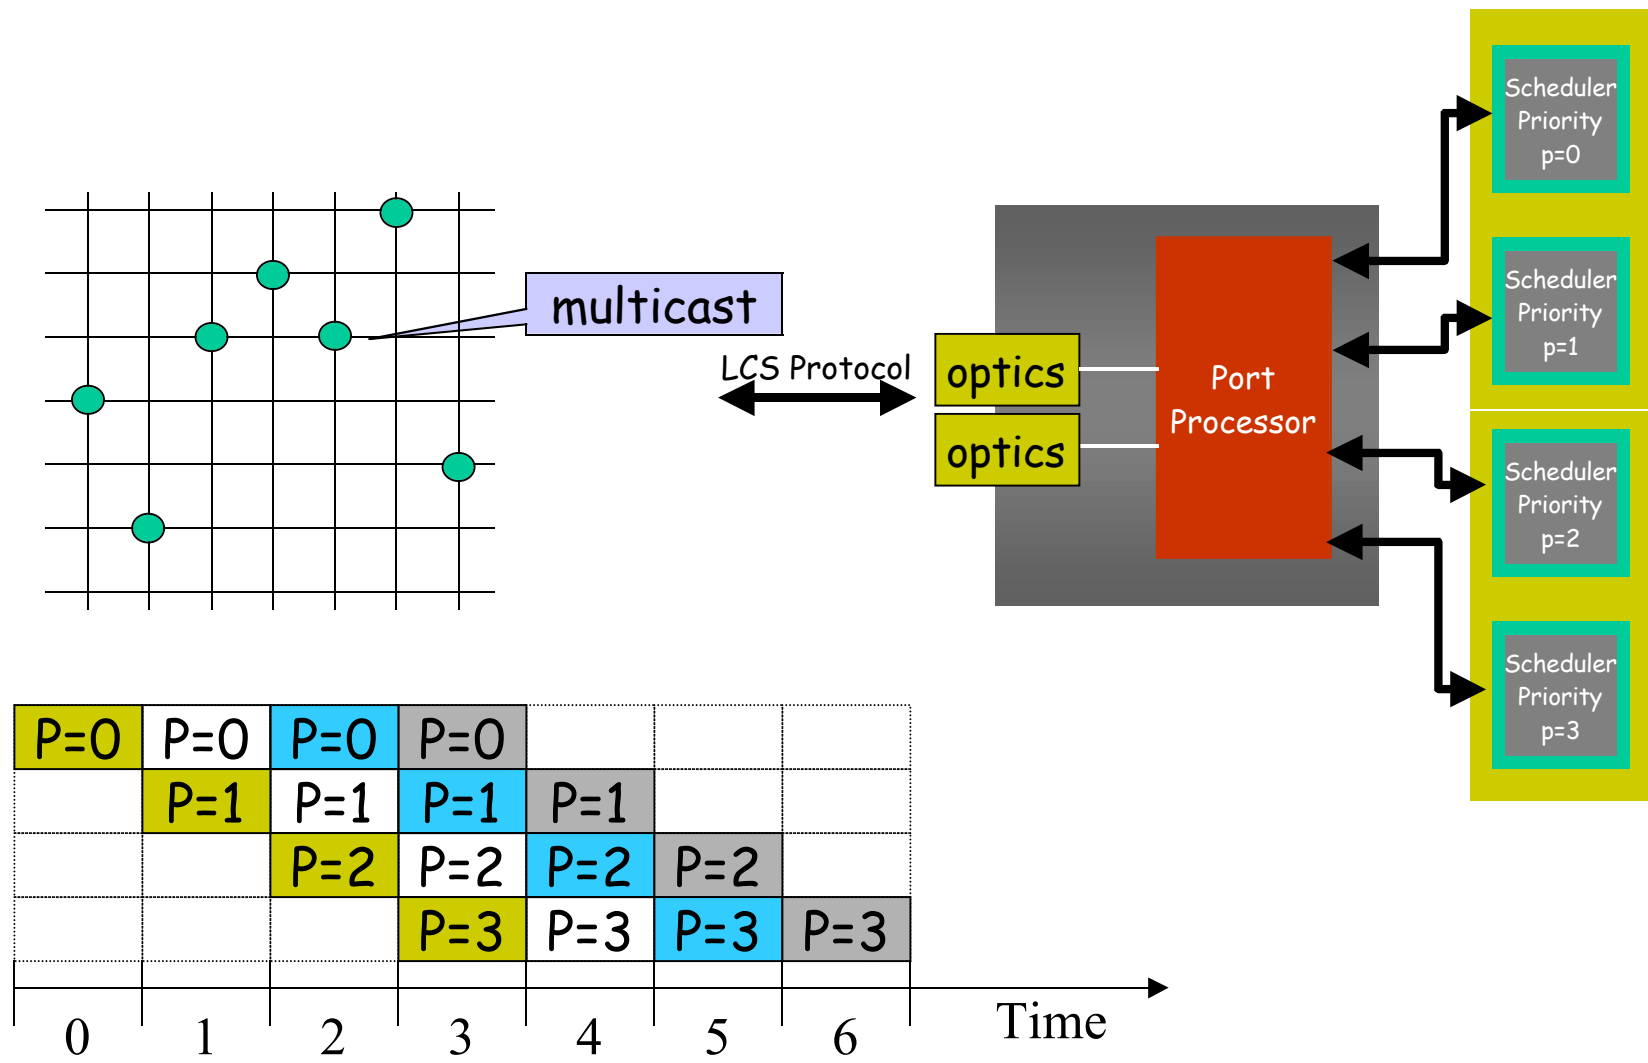 Scheduler
Priority
p=0
Scheduler
Priority
p=1
multicast
LCS Protocol
optics
optics
Port
Processor
Scheduler
Priority
p=2
Scheduler
Priority
p=3
P=0 P=0 P=0 P=0
P=1 P=1 P=1 P=1
P=2 P=2 P=2 P=2
P=3 P=3 P=3 P=3
0 1 2 3 4 5 6 Time